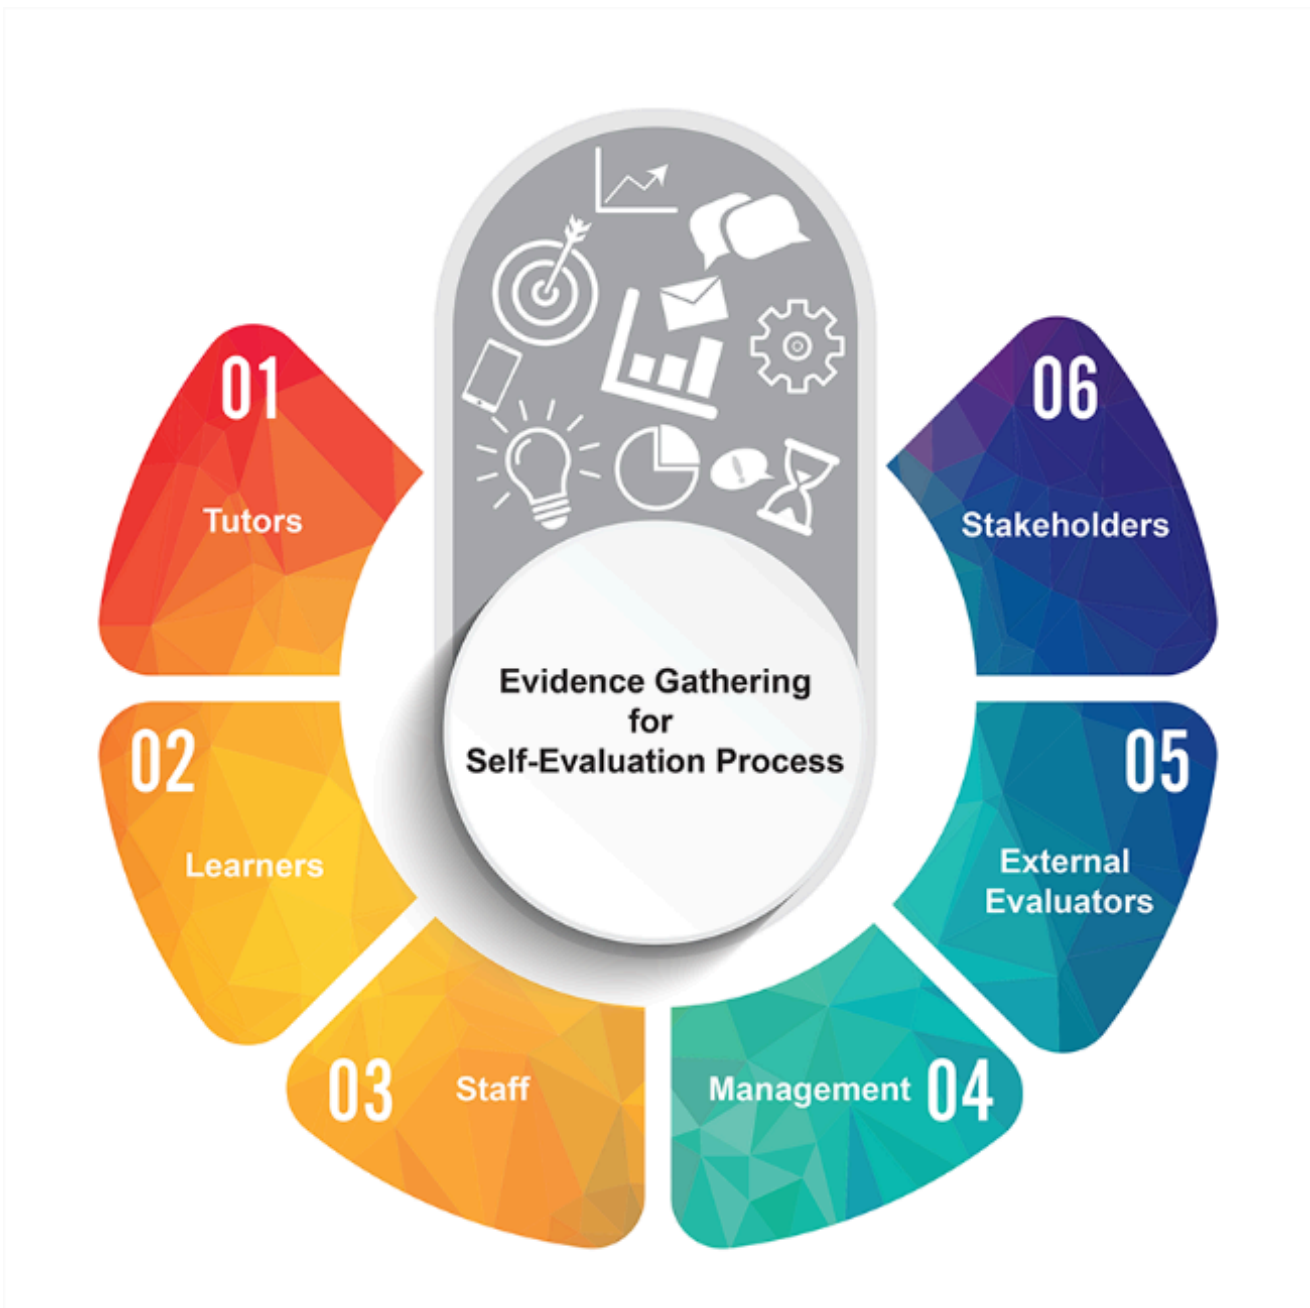 Evidence Gathering
for
Self-Evaluation Process
01
Tutors
02
Learners
03
Staff
04
Management
05
External
Evaluators
06
Stakeholders